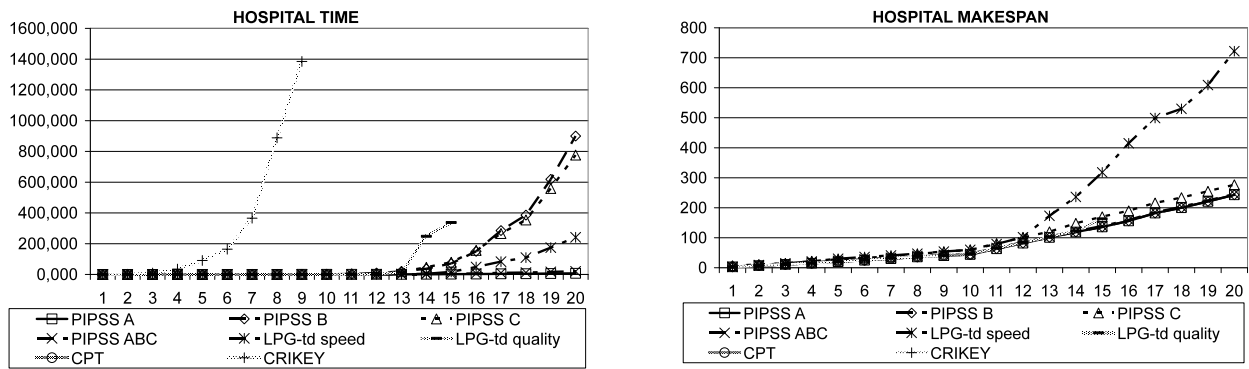 HOSPITAL TIME
1600,000
1400,000
1200,000
1000,000
800,000
600,000
400,000
200,000
0,000
1 2 3 4 5 6 7 8 9 10 11 12 13 14 15 16 17 18 19 20
PIPSS A PIPSS B PIPSS C
PIPSS ABC LPG-td speed LPG-td quality
CPT CRIKEY
HOSPITAL MAKESPAN
800
700
600
500
400
300
200
100
0
1 2 3 4 5 6 7 8 9 10 11 12 13 14 15 16 17 18 19 20
PIPSS A PIPSS B PIPSS C
PIPSS ABC LPG-td speed LPG-td quality
CPT CRIKEY